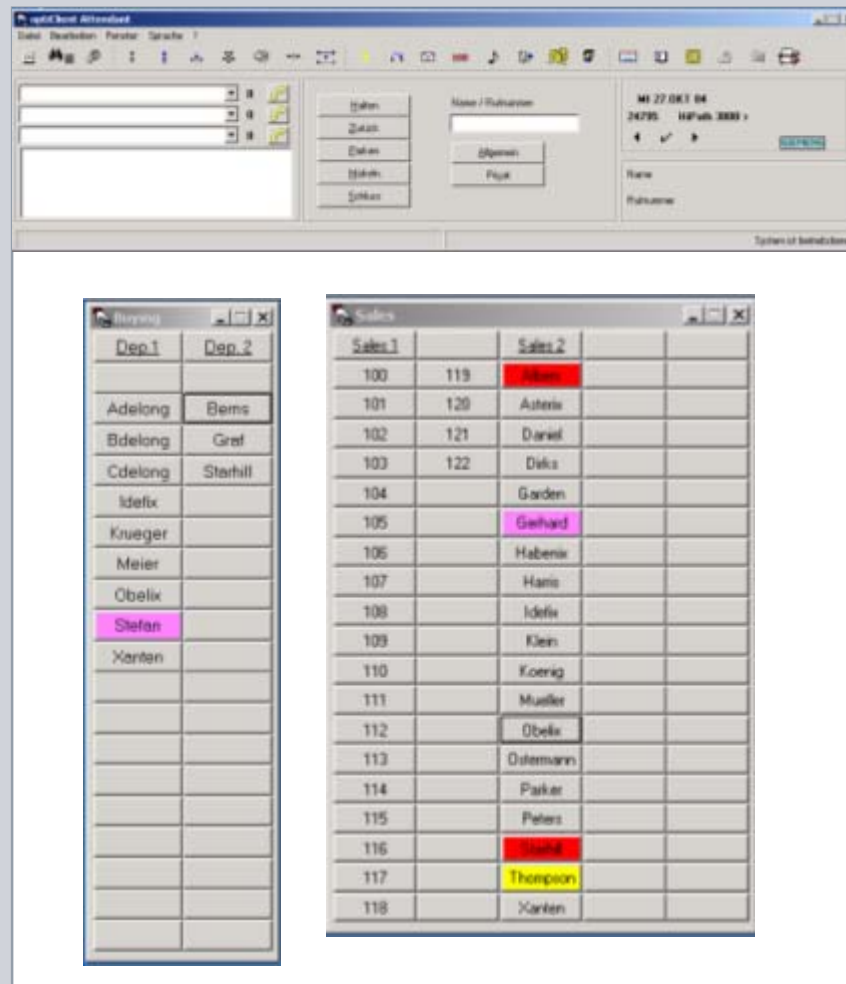 optiClient Attendant
Datei Bearbeiten Fenster Sprache ?
Halten
Zurück
Parken
Makeln
Schluss
Name / Rufnummer
Allgemein
Privat
MI 27.OKT 04
24795 HiPath 3000
SIEMENS
Name
Rufnummer
System ist betriebsbereit
Buying
Dep.1 Dep. 2
Adelong Berns
Bdelong Graf
Cdelong Starhill
Idefix
Krueger
Meier
Obelix
Stefan
Xanten
Sales
Sales 1 Sales 2
100 119 Albers
101 120 Asterix
102 121 Daniel
103 122 Dirks
104 Garden
105 Gerhard
106 Habenix
107 Harris
108 Idefix
109 Klein
110 Koenig
111 Mueller
112 Obelix
113 Ostermann
114 Parker
115 Peters
116 Starhill
117 Thompson
118 Xanten